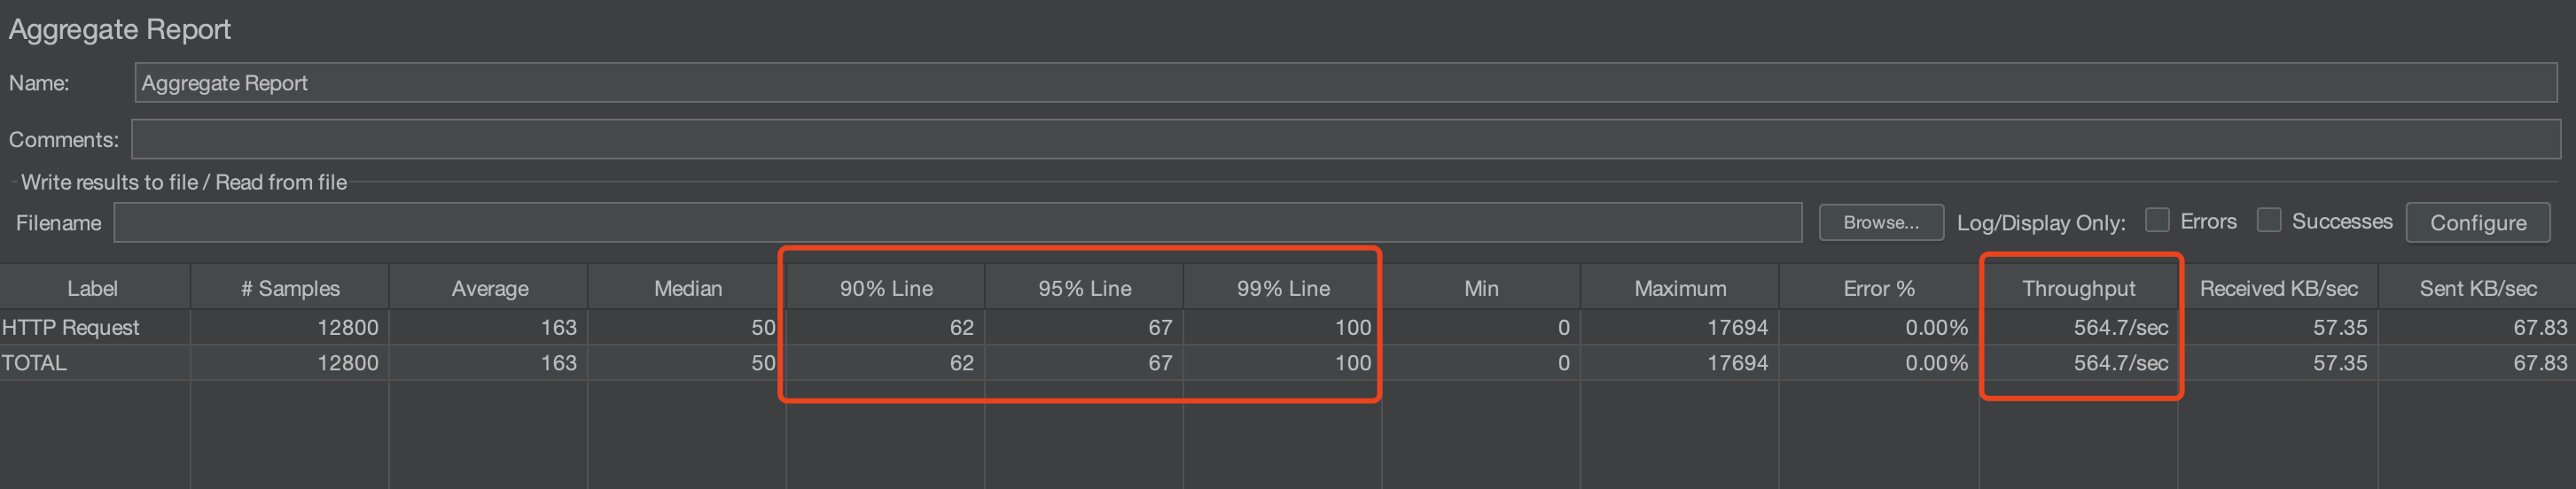 Aggregate Report
Name: Aggregate Report
Comments:
Write results to file / Read from file
Filename Browse... Log/Display Only: Errors Successes Configure
Label # Samples Average Median 90% Line 95% Line 99% Line Min Maximum Error % Throughput Received KB/sec Sent KB/sec
HTTP Request 12800 163 50 62 67 100 0 17694 0.00% 564.7/sec 57.35 67.83
TOTAL 12800 163 50 62 67 100 0 17694 0.00% 564.7/sec 57.35 67.83